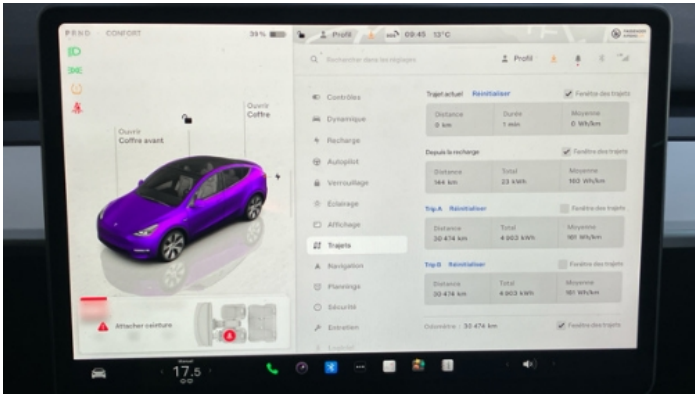 PRND CONFORT
39 %
Profil
09:45 13°C
Rechercher dans les réglages
Profil
Ouvrir
Coffre
Ouvrir
Coffre avant
Attacher ceinture
Contrôles
Dynamique
Recharge
Autopilot
Verrouillage
Eclairage
Affichage
Trajets
Navigation
Plannings
Sécurité
Entretien
Logiciel
Trajet actuel Réinitialiser Fenêtre des trajets
Distance Durée Moyenne
0 km 1 min 0 Wh/km
Depuis la recharge Fenêtre des trajets
Distance Total Moyenne
144 km 23 kWh 160 Wh/km
Trip A Réinitialiser Fenêtre des trajets
Distance Total Moyenne
30 474 km 4 903 kWh 161 Wh/km
Trip B Réinitialiser Fenêtre des trajets
Distance Total Moyenne
30 474 km 4 903 kWh 161 Wh/km
Odomètre : 30 474 km Fenêtre des trajets
Manual
17.5